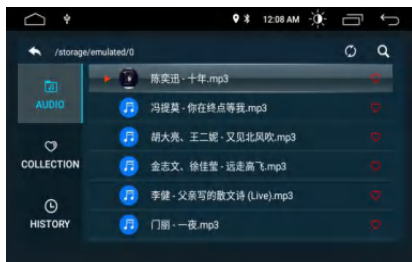 12:08 AM
/storage/emulated/0
AUDIO
COLLECTION
HISTORY
陈奕迅 - 十年.mp3
冯提莫 - 你在终点等我.mp3
胡大亮、王二妮 - 又见北风吹.mp3
金志文、徐佳莹 - 远走高飞.mp3
李健 - 父亲写的散文诗 (Live).mp3
门丽 - 一夜.mp3